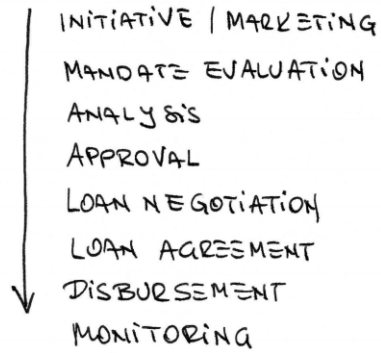 INITIATIVE | MARKETING
MANDATE EVALUATION
ANALYSIS
APPROVAL
LOAN NEGOTIATION
LOAN AGREEMENT
DISBURSEMENT
MONITORING